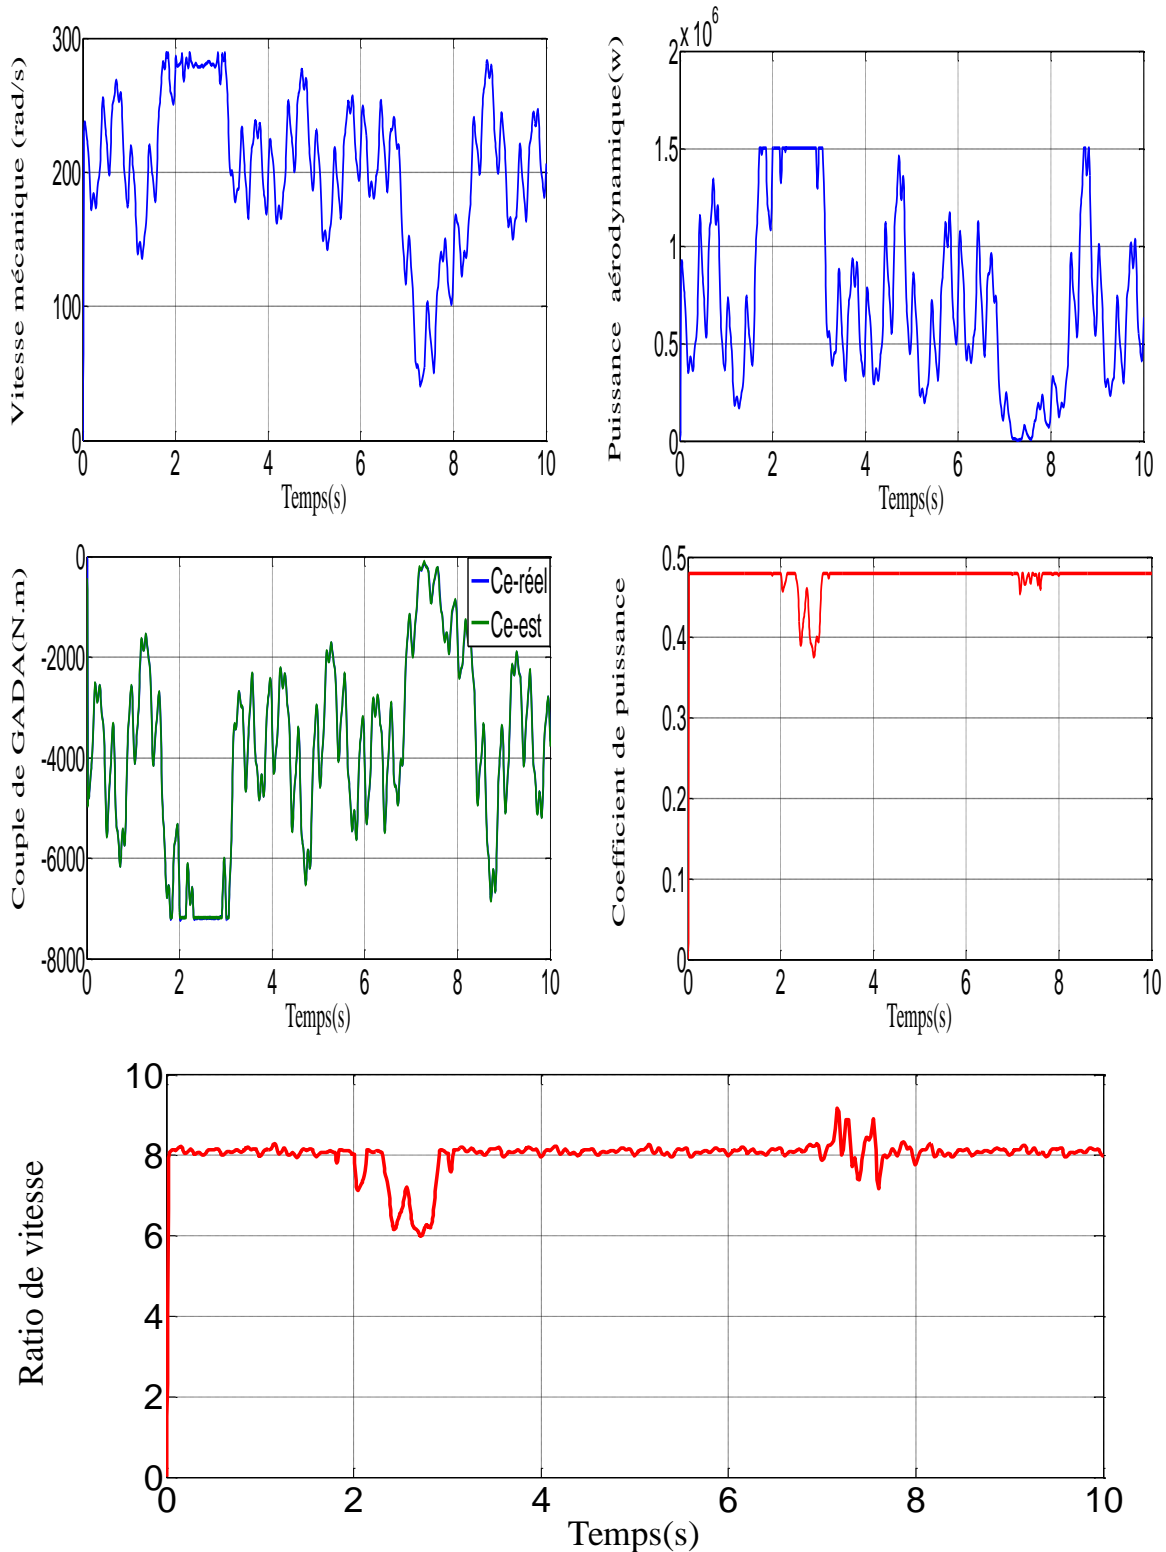 Vitesse mécanique (rad/s)
300
200
100
0
0 2 4 6 8 10
Temps(s)
Puissance aérodynamique(w)
×10^6
2
1.5
1
0.5
0
0 2 4 6 8 10
Temps(s)
Couple de GADA(N.m)
0
-2000
-4000
-6000
-8000
0 2 4 6 8 10
Temps(s)
Ce-réel
Ce-est
Coefficient de puissance
0.5
0.4
0.3
0.2
0.1
0
0 2 4 6 8 10
Temps(s)
Ratio de vitesse
10
8
6
4
2
0
0 2 4 6 8 10
Temps(s)